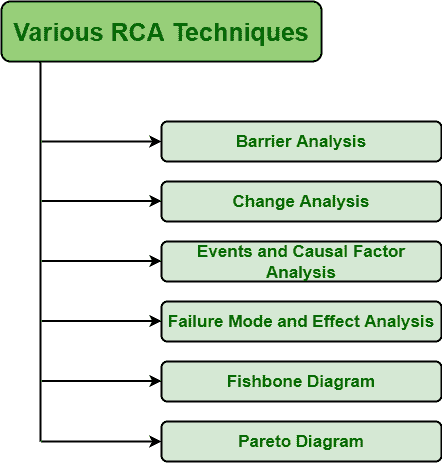 Various RCA Techniques
Barrier Analysis
Change Analysis
Events and Causal Factor
Analysis
Failure Mode and Effect Analysis
Fishbone Diagram
Pareto Diagram